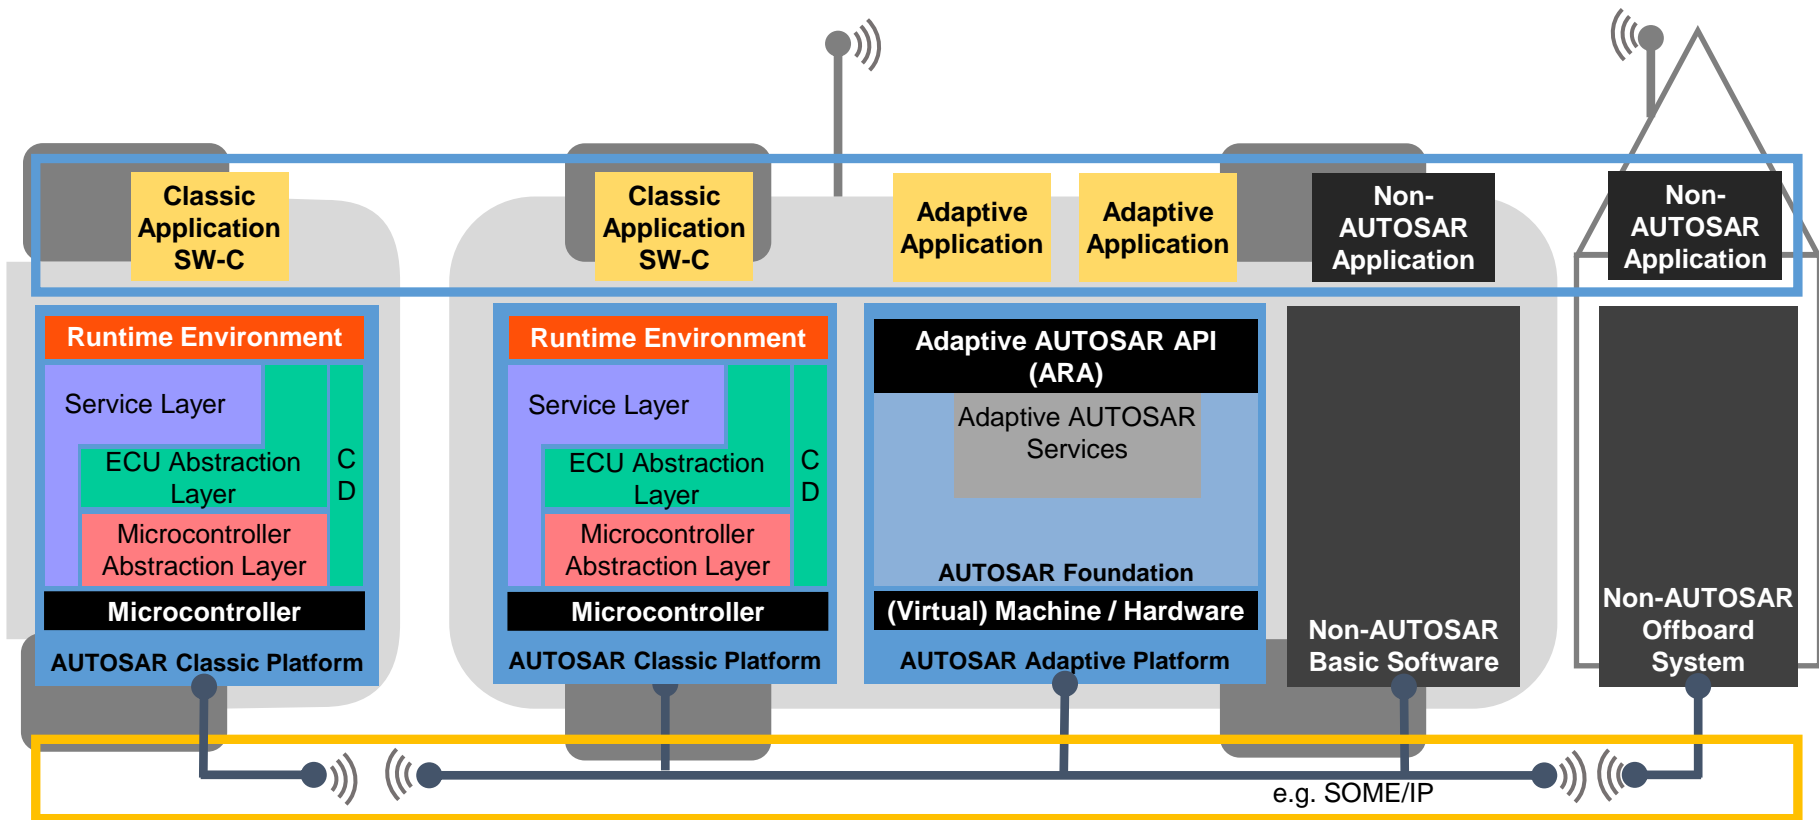 Classic
Application
SW-C
Classic
Application
SW-C
Adaptive
Application
Adaptive
Application
Non-
AUTOSAR
Application
Non-
AUTOSAR
Application
Runtime Environment
Service Layer
ECU Abstraction
Layer
C
D
Microcontroller
Abstraction Layer
Microcontroller
AUTOSAR Classic Platform
Runtime Environment
Service Layer
ECU Abstraction
Layer
C
D
Microcontroller
Abstraction Layer
Microcontroller
AUTOSAR Classic Platform
Adaptive AUTOSAR API
(ARA)
Adaptive AUTOSAR
Services
AUTOSAR Foundation
(Virtual) Machine / Hardware
AUTOSAR Adaptive Platform
Non-AUTOSAR
Basic Software
Non-AUTOSAR
Offboard
System
e.g. SOME/IP